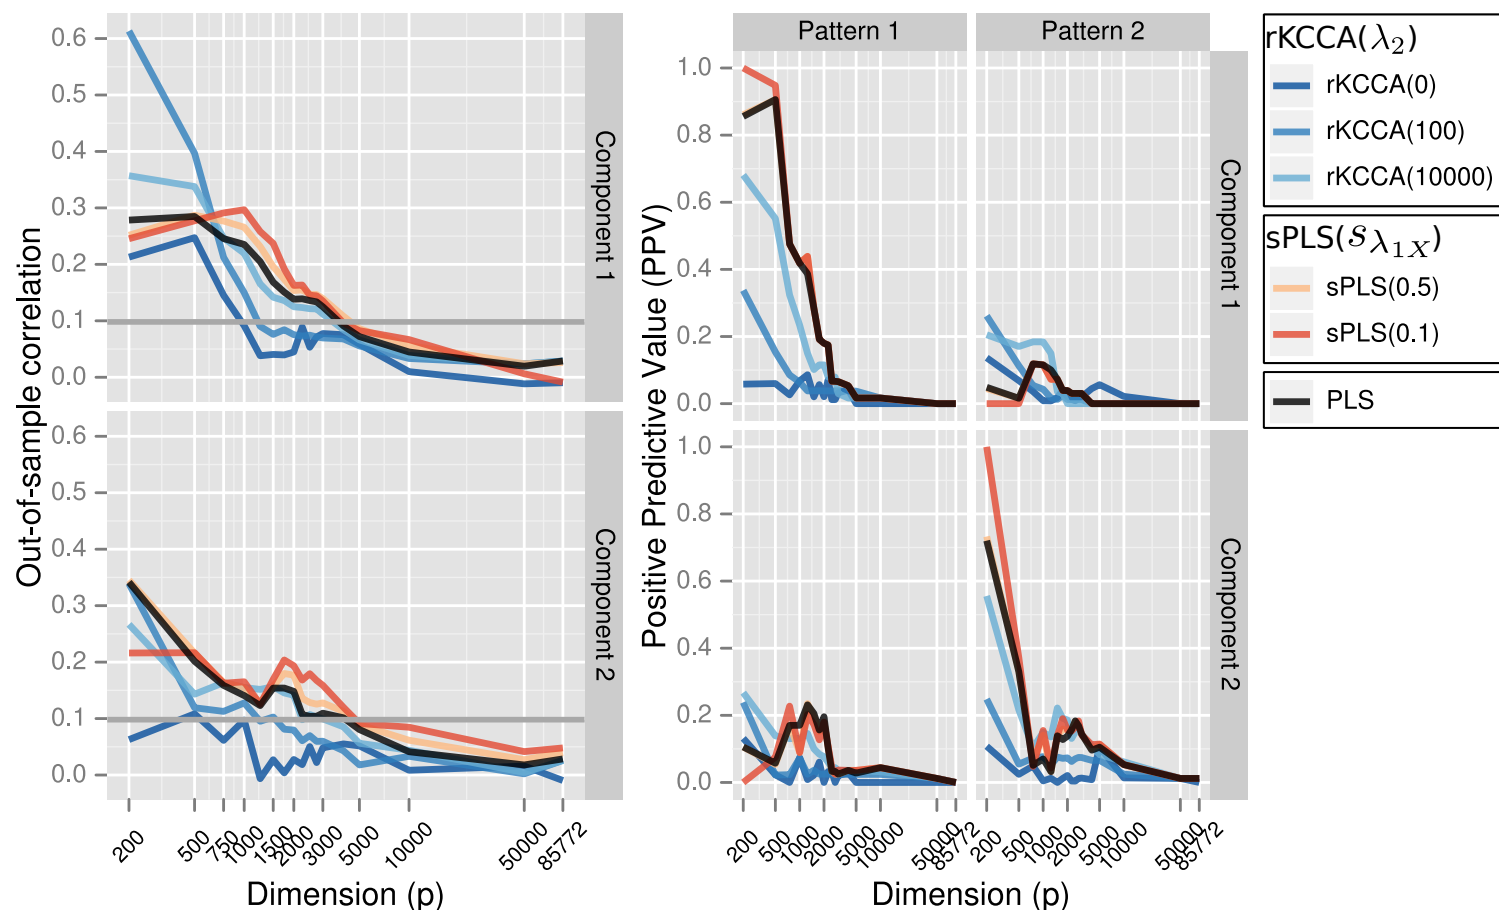 Out-of-sample correlation
0.6
0.5
0.4
0.3
0.2
0.1
0.0
Component 1
0.6
0.5
0.4
0.3
0.2
0.1
0.0
Component 2
200
500
750
1000
1500
2000
3000
5000
10000
50000
85772
Dimension (p)
Positive Predictive Value (PPV)
Pattern 1
Pattern 2
1.0
0.8
0.6
0.4
0.2
0.0
Component 1
1.0
0.8
0.6
0.4
0.2
0.0
Component 2
200
500
1000
2000
5000
10000
50000
85772
200
500
1000
2000
5000
10000
50000
85772
Dimension (p)
rKCCA(λ₂)
rKCCA(0)
rKCCA(100)
rKCCA(10000)
sPLS(s λ₁X)
sPLS(0.5)
sPLS(0.1)
PLS